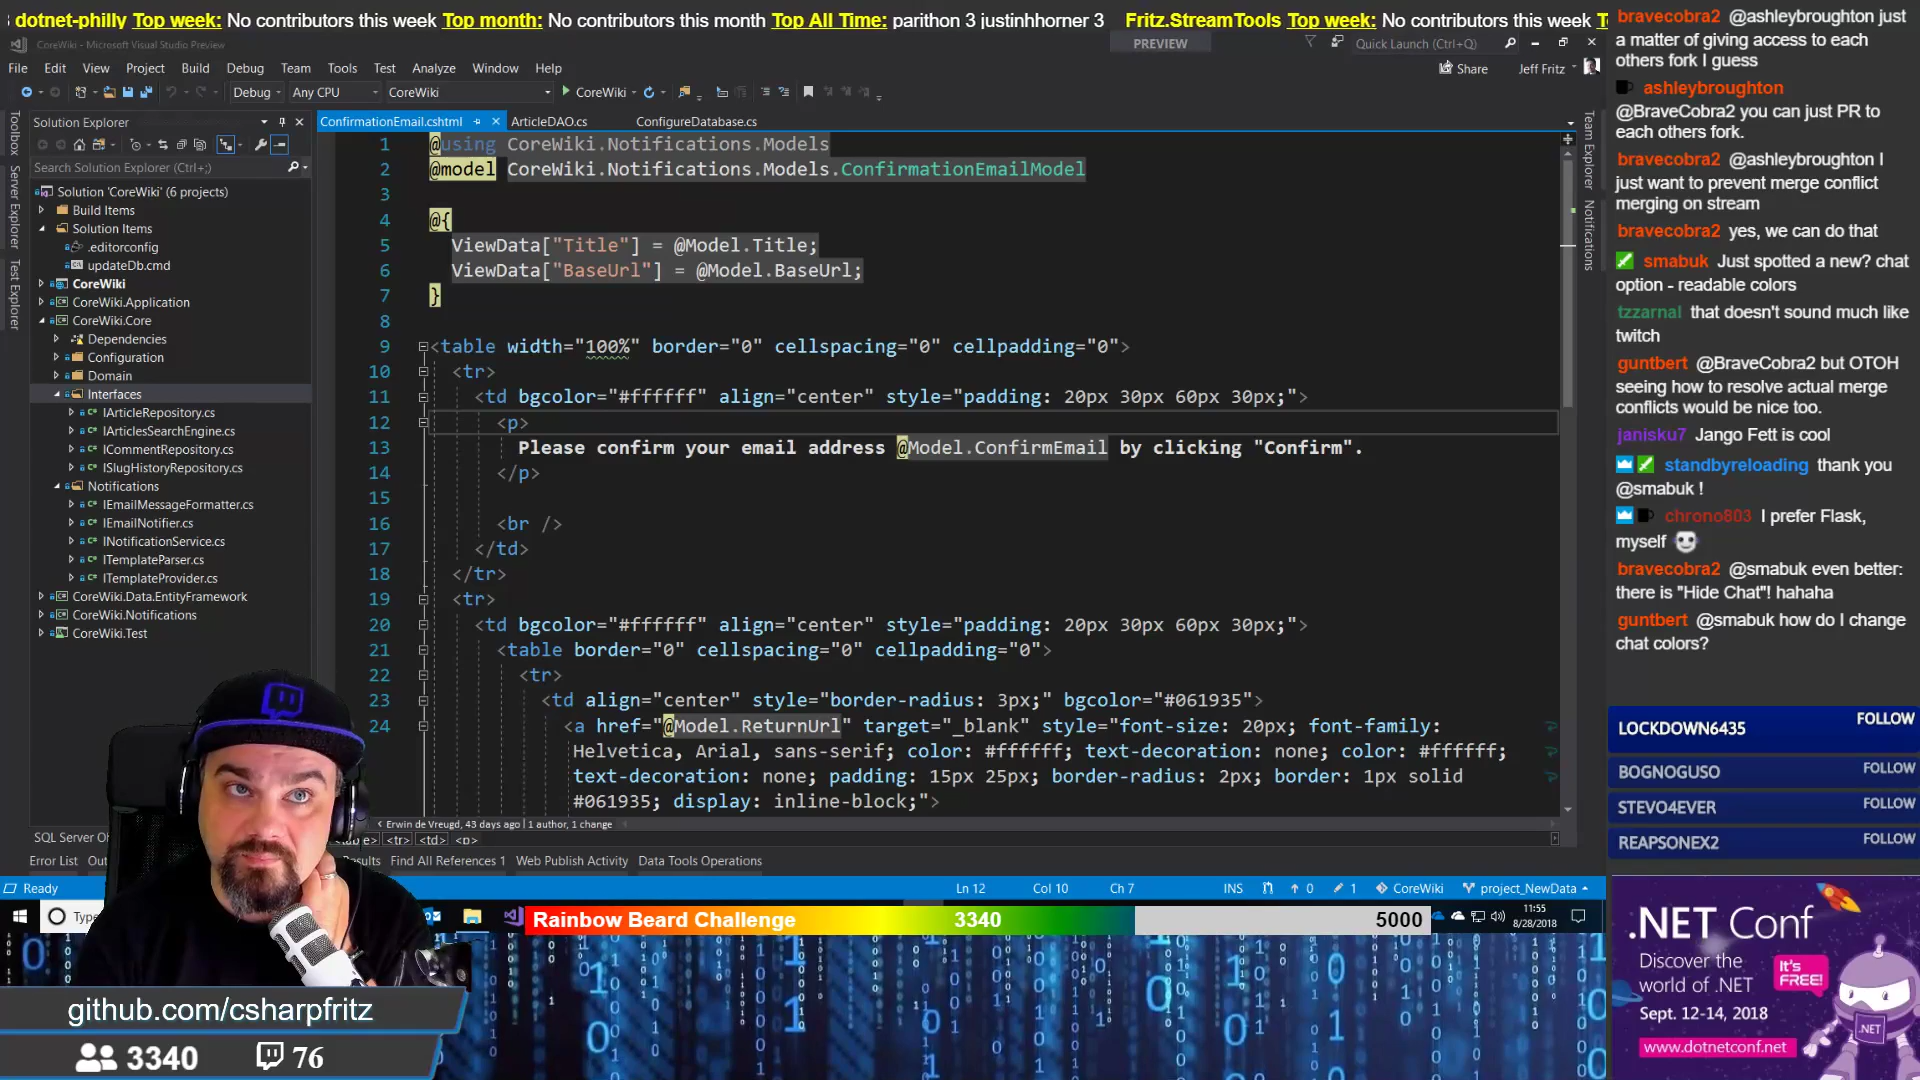 3 dotnet-philly Top week: No contributors this week Top month: No contributors this month Top All Time: parithon 3 justinhhorner 3 Fritz.StreamTools Top week: No contributors this week
CoreWiki - Microsoft Visual Studio Preview
PREVIEW
Quick Launch (Ctrl+Q)
File Edit View Project Build Debug Team Tools Test Analyze Window Help
Share
Jeff Fritz
Debug Any CPU CoreWiki CoreWiki
Toolbox
Server Explorer
Test Explorer
Solution Explorer
Search Solution Explorer (Ctrl+;)
Solution 'CoreWiki' (6 projects)
Build Items
Solution Items
.editorconfig
updateDb.cmd
CoreWiki
CoreWiki.Application
CoreWiki.Core
Dependencies
Configuration
Domain
Interfaces
IArticleRepository.cs
IArticlesSearchEngine.cs
ICommentRepository.cs
ISlugHistoryRepository.cs
Notifications
IEmailMessageFormatter.cs
IEmailNotifier.cs
INotificationService.cs
ITemplateParser.cs
ITemplateProvider.cs
CoreWiki.Data.EntityFramework
CoreWiki.Notifications
CoreWiki.Test
SQL Server Ob
ConfirmationEmail.cshtml ArticleDAO.cs ConfigureDatabase.cs
1 @using CoreWiki.Notifications.Models
2 @model CoreWiki.Notifications.Models.ConfirmationEmailModel
3
4 @{
5 ViewData["Title"] = @Model.Title;
6 ViewData["BaseUrl"] = @Model.BaseUrl;
7 }
8
9 <table width="100%" border="0" cellspacing="0" cellpadding="0">
10 <tr>
11 <td bgcolor="#ffffff" align="center" style="padding: 20px 30px 60px 30px;">
12 <p>
13 Please confirm your email address @Model.ConfirmEmail by clicking "Confirm".
14 </p>
15
16 <br />
17 </td>
18 </tr>
19 <tr>
20 <td bgcolor="#ffffff" align="center" style="padding: 20px 30px 60px 30px;">
21 <table border="0" cellspacing="0" cellpadding="0">
22 <tr>
23 <td align="center" style="border-radius: 3px;" bgcolor="#061935">
24 <a href="@Model.ReturnUrl" target="_blank" style="font-size: 20px; font-family:
Helvetica, Arial, sans-serif; color: #ffffff; text-decoration: none; color: #ffffff;
text-decoration: none; padding: 15px 25px; border-radius: 2px; border: 1px solid
#061935; display: inline-block;">
Erwin de Vreugd, 43 days ago | 1 author, 1 change
<table> <tr> <td> <p>
Error List Out Results Find All References 1 Web Publish Activity Data Tools Operations
Ready
Ln 12 Col 10 Ch 7 INS 0 1 CoreWiki project_NewData
Team Explorer
Notifications
Type
Rainbow Beard Challenge 3340 5000
11:55
8/28/2018
github.com/csharpfritz
3340 76
bravecobra2 @ashleybroughton just
a matter of giving access to each
others fork I guess
ashleybroughton
@BraveCobra2 you can just PR to
each others fork.
bravecobra2 @ashleybroughton I
just want to prevent merge conflict
merging on stream
bravecobra2 yes, we can do that
smabuk Just spotted a new? chat
option - readable colors
tzzarnal that doesn't sound much like
twitch
guntbert @BraveCobra2 but OTOH
seeing how to resolve actual merge
conflicts would be nice too.
janisku7 Jango Fett is cool
standbyreloading thank you
@smabuk !
chrono803 I prefer Flask,
myself
bravecobra2 @smabuk even better:
there is "Hide Chat"! hahaha
guntbert @smabuk how do I change
chat colors?
LOCKDOWN6435 FOLLOW
BOGNOGUSO FOLLOW
STEVO4EVER FOLLOW
REAPSONEX2 FOLLOW
.NET Conf
Discover the
world of .NET
It's
FREE!
Sept. 12-14, 2018
www.dotnetconf.net
.NET